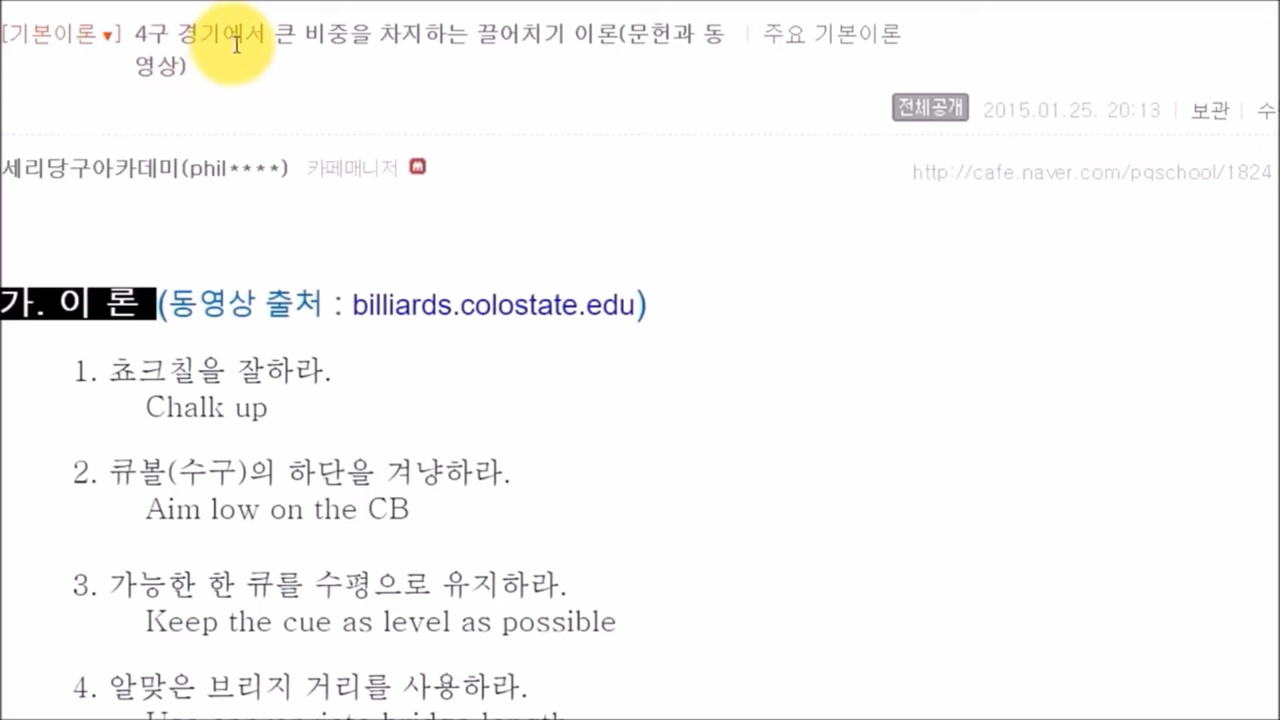 [기본이론▼] 4구 경기에서 큰 비중을 차지하는 끌어치기 이론(문헌과 동 | 주요 기본이론
영상)
전체공개 2015.01.25. 20:13 | 보관 | 수
세리당구아카데미(phil****) 카페매니저
http://cafe.naver.com/pqschool/1824
가. 이 론 (동영상 출처 : billiards.colostate.edu)
1. 쵸크칠을 잘하라.
Chalk up
2. 큐볼(수구)의 하단을 겨냥하라.
Aim low on the CB
3. 가능한 한 큐를 수평으로 유지하라.
Keep the cue as level as possible
4. 알맞은 브리지 거리를 사용하라.
Use appropriate bridge length